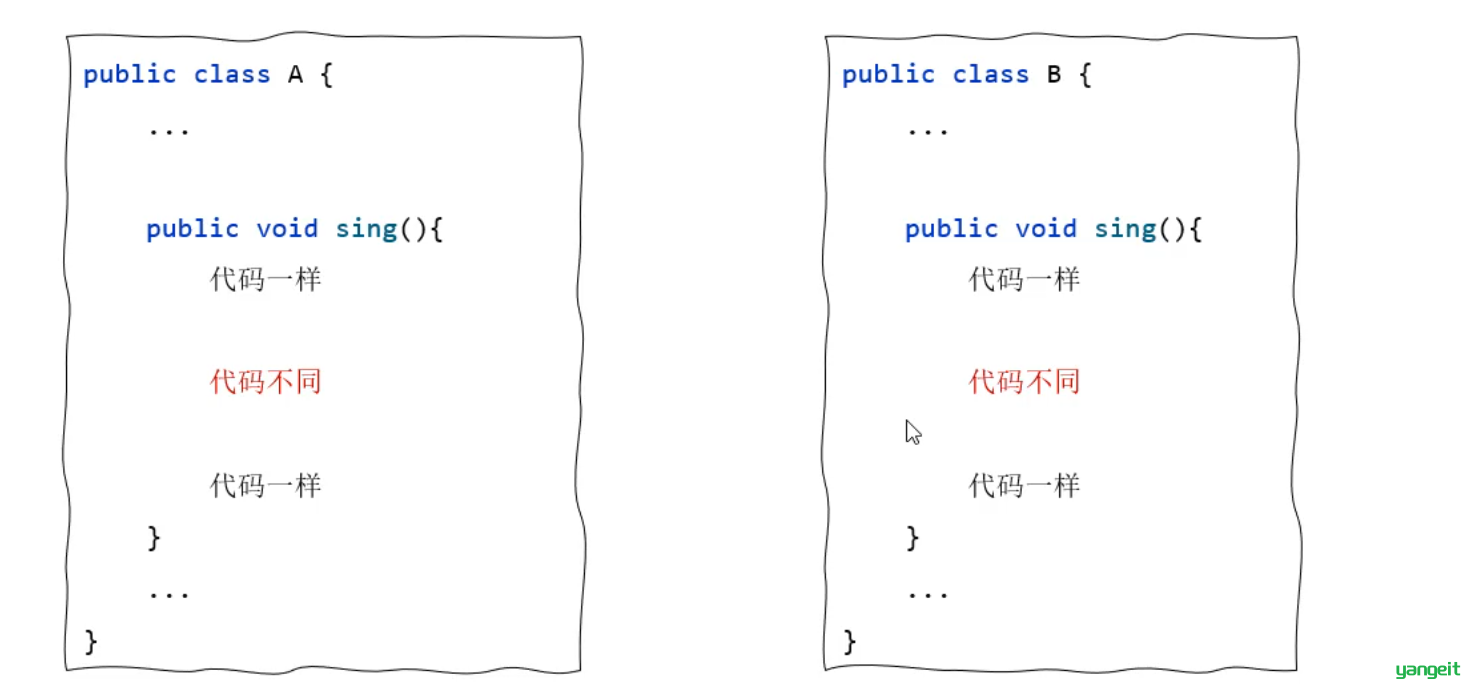 public class A {
...
public void sing(){
代码一样
代码不同
代码一样
}
...
}
public class B {
...
public void sing(){
代码一样
代码不同
代码一样
}
...
}
yangeit